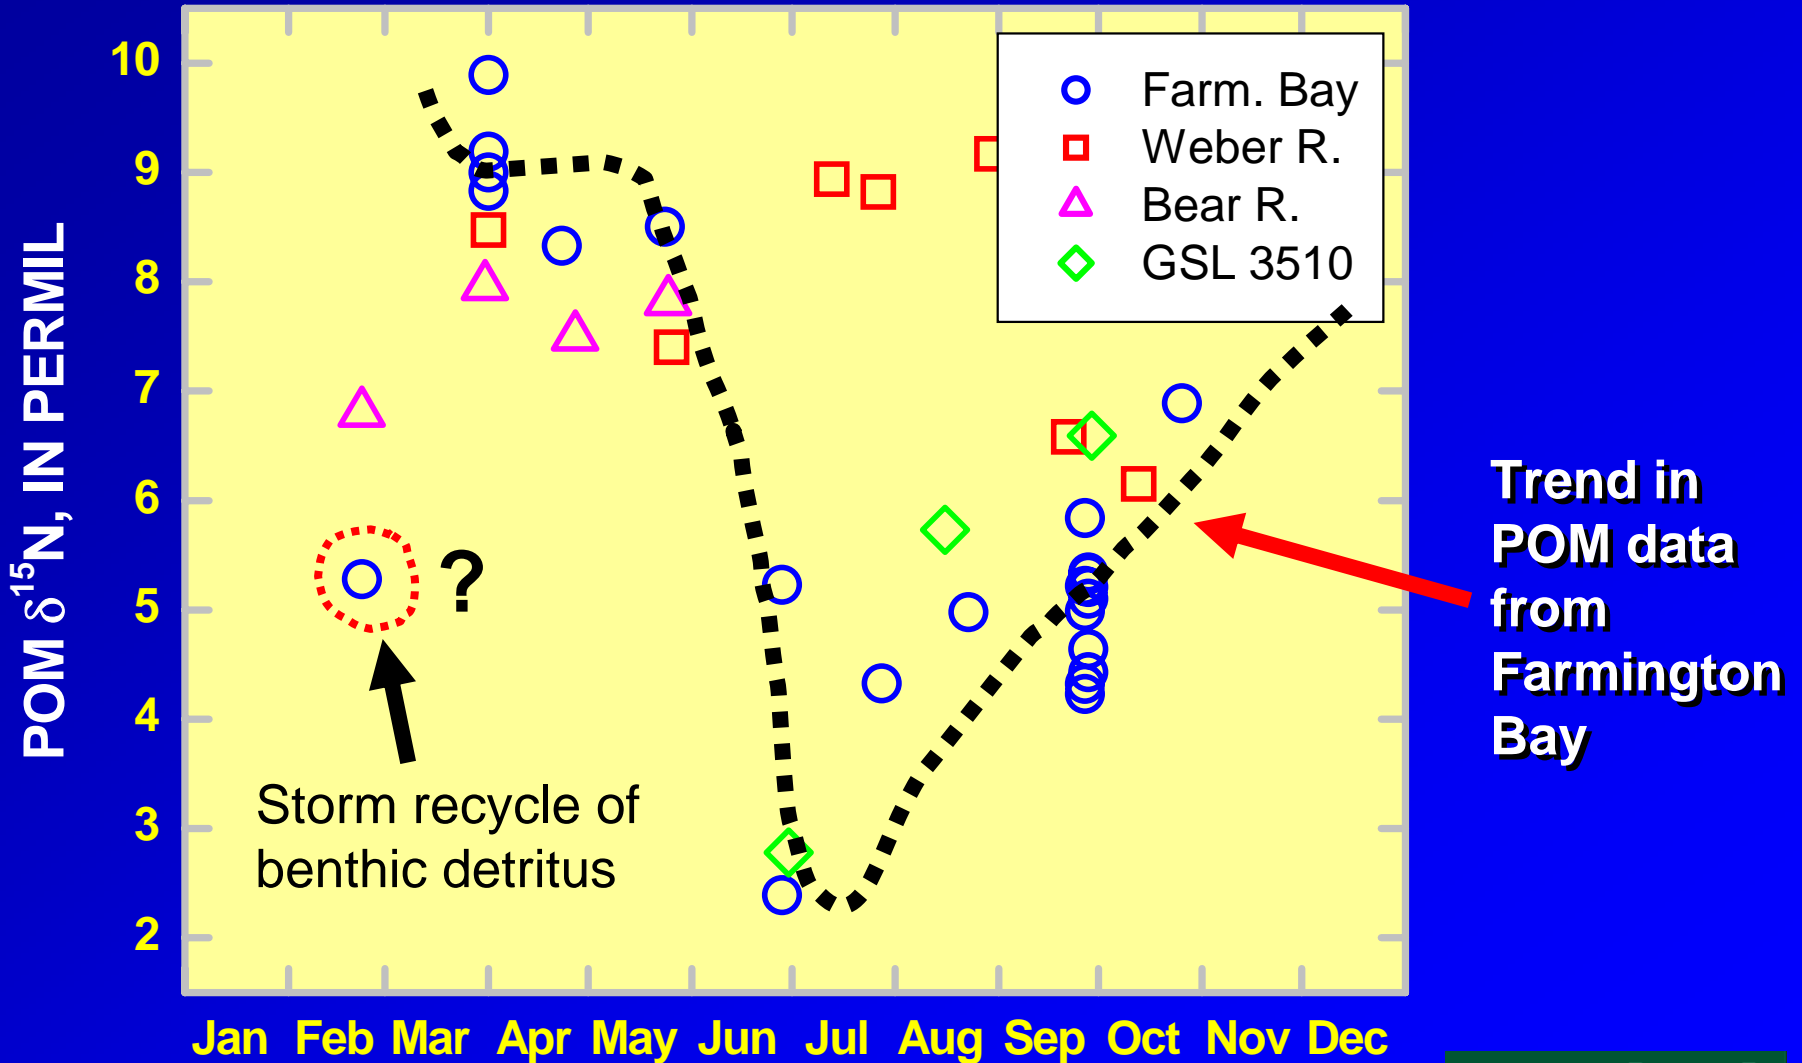 10
9
8
7
6
5
4
3
2
POM δ15N, IN PERMIL
Farm. Bay
Weber R.
Bear R.
GSL 3510
?
Storm recycle of
benthic detritus
Trend in
POM data
from
Farmington
Bay
Jan Feb Mar Apr May Jun Jul Aug Sep Oct Nov Dec